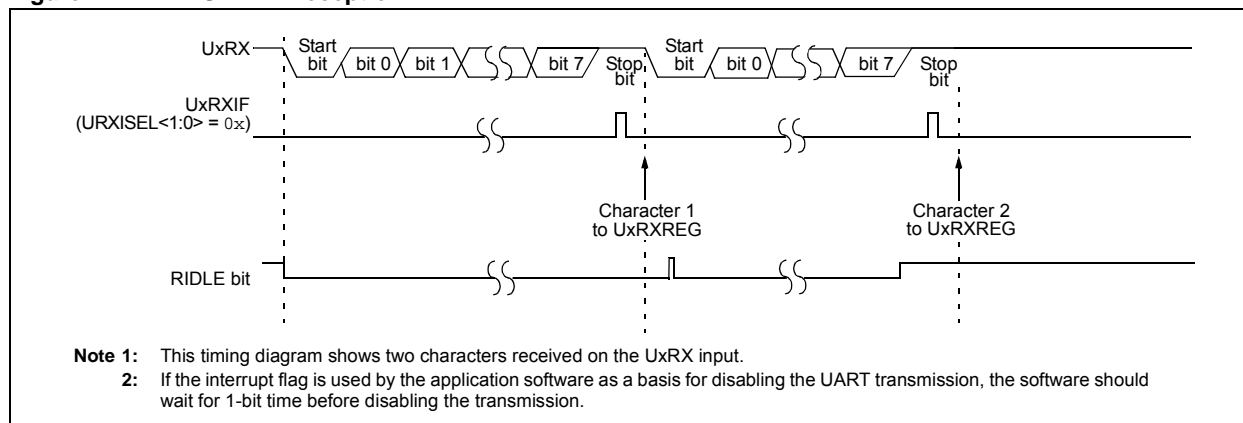 UxRX
Start bit
bit 0
bit 1
bit 7
Stop bit
Start bit
bit 0
bit 7
Stop bit
UxRXIF
(URXISEL<1:0> = 0x)
Character 1
to UxRXREG
Character 2
to UxRXREG
RIDLE bit
Note 1: This timing diagram shows two characters received on the UxRX input.
2: If the interrupt flag is used by the application software as a basis for disabling the UART transmission, the software should
wait for 1-bit time before disabling the transmission.